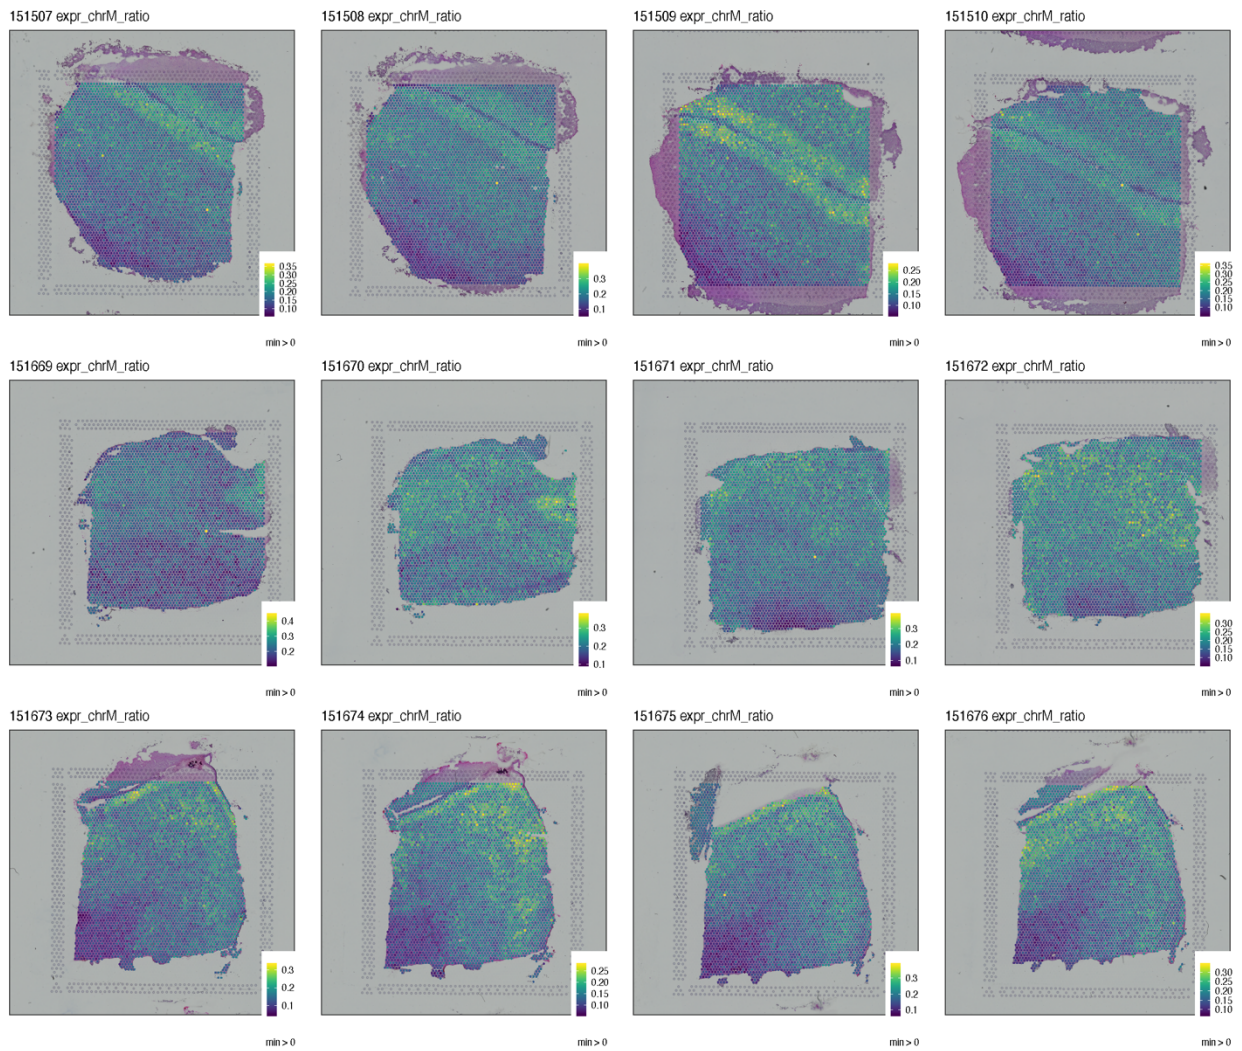 151507 expr_chrM_ratio
151508 expr_chrM_ratio
151509 expr_chrM_ratio
151510 expr_chrM_ratio
0.35
0.30
0.25
0.20
0.15
0.10
0.3
0.2
0.1
0.25
0.20
0.15
0.10
0.35
0.30
0.25
0.20
0.15
0.10
min > 0
min > 0
min > 0
min > 0
151669 expr_chrM_ratio
151670 expr_chrM_ratio
151671 expr_chrM_ratio
151672 expr_chrM_ratio
0.4
0.3
0.2
0.3
0.2
0.1
0.3
0.2
0.1
0.30
0.25
0.20
0.15
0.10
min > 0
min > 0
min > 0
min > 0
151673 expr_chrM_ratio
151674 expr_chrM_ratio
151675 expr_chrM_ratio
151676 expr_chrM_ratio
0.3
0.2
0.1
0.25
0.20
0.15
0.10
0.3
0.2
0.1
0.30
0.25
0.20
0.15
0.10
min > 0
min > 0
min > 0
min > 0